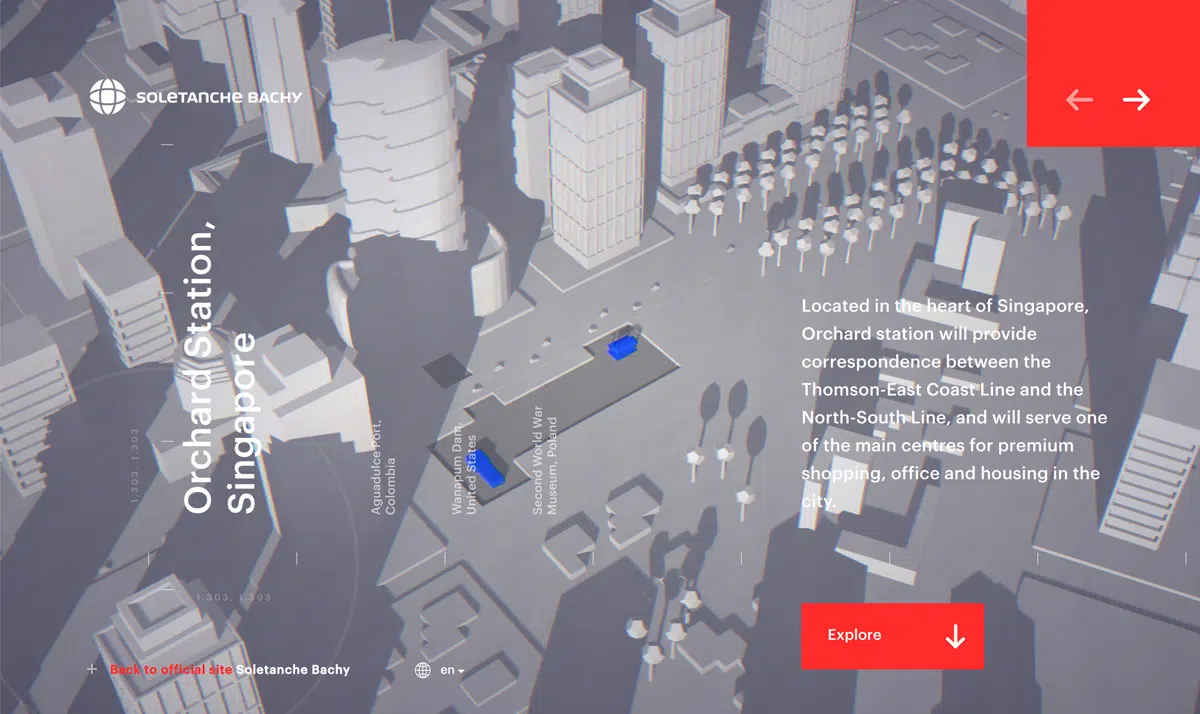 SOLETANCHE BACHY
Orchard Station,
Singapore
1.303, 1.303
Aguadulce Port,
Colombia
Wanapum Dam,
United States
Second World War
Museum, Poland
Located in the heart of Singapore,
Orchard station will provide
correspondence between the
Thomson-East Coast Line and the
North-South Line, and will serve one
of the main centres for premium
shopping, office and housing in the
city.
1.303, 1.303
Explore
Back to official site Soletanche Bachy
en